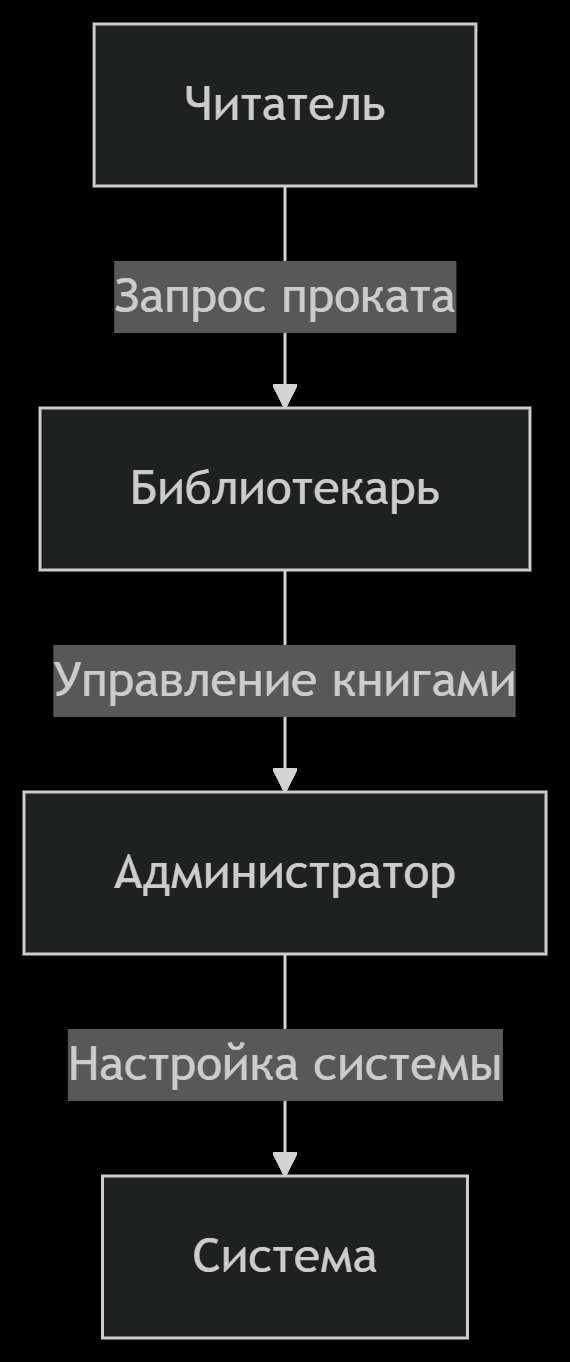 Читатель
Запрос проката
Библиотекарь
Управление книгами
Администратор
Настройка системы
Система